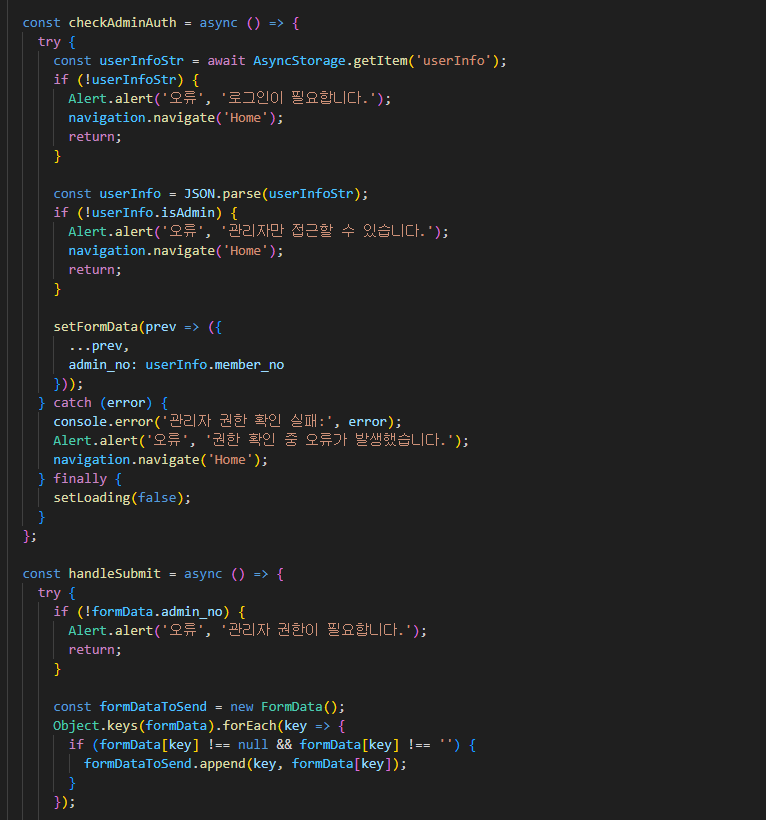 const checkAdminAuth = async () => {
try {
const userInfoStr = await AsyncStorage.getItem('userInfo');
if (!userInfoStr) {
Alert.alert('오류', '로그인이 필요합니다.');
navigation.navigate('Home');
return;
}
const userInfo = JSON.parse(userInfoStr);
if (!userInfo.isAdmin) {
Alert.alert('오류', '관리자만 접근할 수 있습니다.');
navigation.navigate('Home');
return;
}
setFormData(prev => ({
...prev,
admin_no: userInfo.member_no
}));
} catch (error) {
console.error('관리자 권한 확인 실패:', error);
Alert.alert('오류', '권한 확인 중 오류가 발생했습니다.');
navigation.navigate('Home');
} finally {
setLoading(false);
}
};
const handleSubmit = async () => {
try {
if (!formData.admin_no) {
Alert.alert('오류', '관리자 권한이 필요합니다.');
return;
}
const formDataToSend = new FormData();
Object.keys(formData).forEach(key => {
if (formData[key] !== null && formData[key] !== '') {
formDataToSend.append(key, formData[key]);
}
});